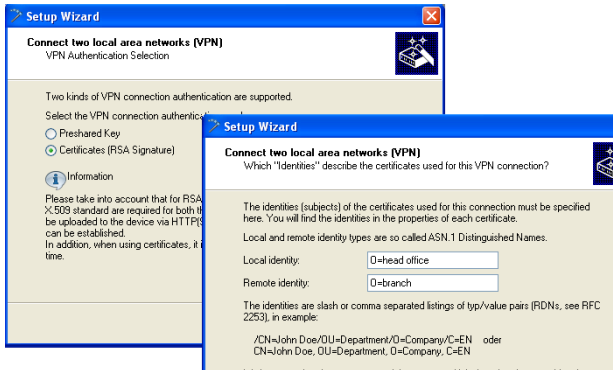 Setup Wizard
Connect two local area networks (VPN)
VPN Authentication Selection
Two kinds of VPN connection authentication are supported.
Select the VPN connection authentic
Preshared Key
Certificates (RSA Signature)
Information
Please take into account that for RSA
X.509 standard are required for both th
be uploaded to the device via HTTP(S
can be established.
In addition, when using certificates, it i
time.
Setup Wizard
Connect two local area networks (VPN)
Which "Identities" describe the certificates used for this VPN connection?
The identities (subjects) of the certificates used for this connection must be specified
here. You will find the identities in the properties of each certificate.
Local and remote identity types are so called ASN.1 Distinguished Names.
Local identity:
O=head office
Remote identity:
O=branch
The identities are slash or comma separated listings of typ/value pairs (RDNs, see RFC
2253), in example:
/CN=John Doe/OU=Department/O=Company/C=EN oder
CN=John Doe, OU=Department, O=Company, C=EN